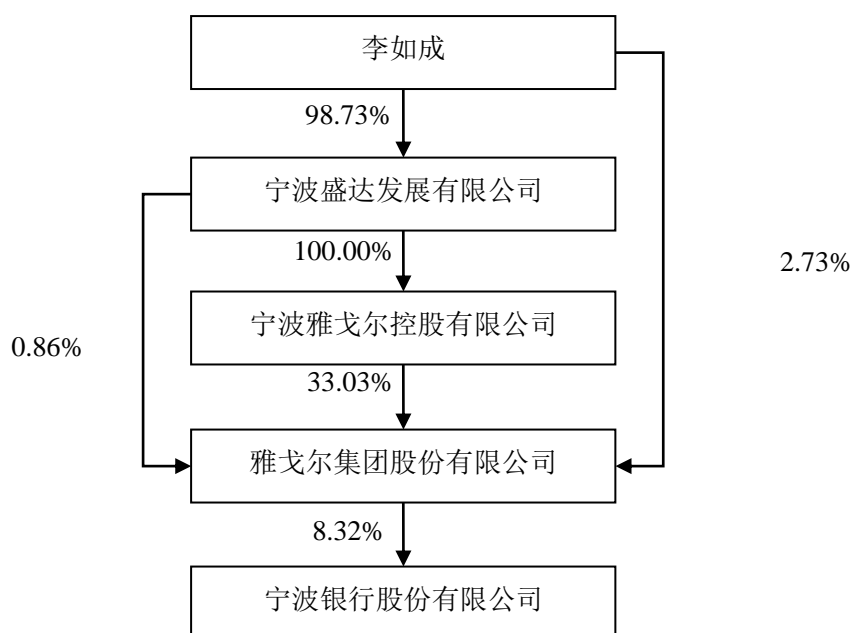 李如成
98.73%
宁波盛达发展有限公司
100.00%
2.73%
宁波雅戈尔控股有限公司
0.86%
33.03%
雅戈尔集团股份有限公司
8.32%
宁波银行股份有限公司